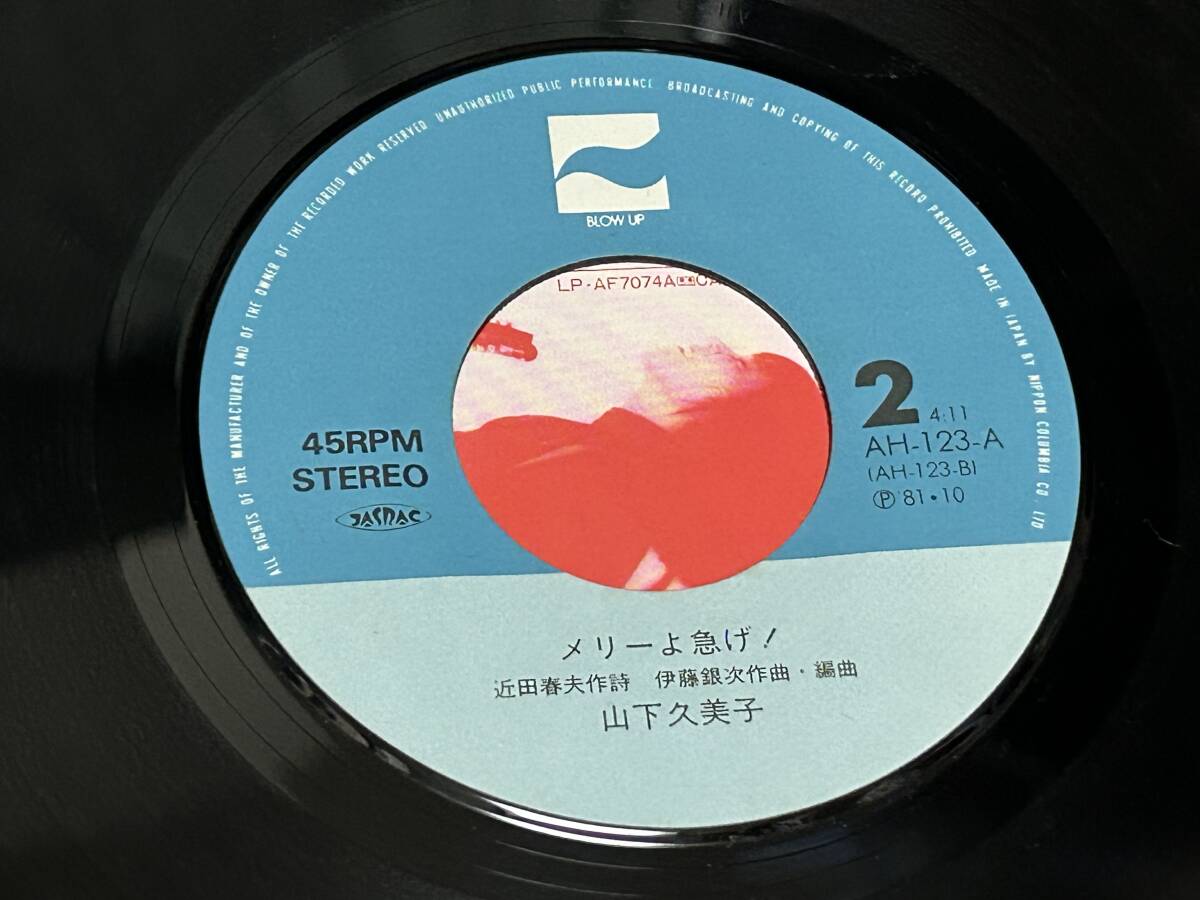 ALL RIGHTS OF THE MANUFACTURER AND OF THE OWNER OF THE RECORDED WORK RESERVED UNAUTHORIZED PUBLIC PERFORMANCE BROADCASTING AND COPYING OF THIS RECORD PROHIBITED MADE IN JAPAN BY NIPPON COLUMBIA CO. LTD
BLOW UP
LP-AF7074A
45RPM
STEREO
JASRAC
2 4:11
AH-123-A
(AH-123-B)
Ⓟ'81・10
メリーよ急げ!
近田春夫作詩 伊藤銀次作曲・編曲
山下久美子